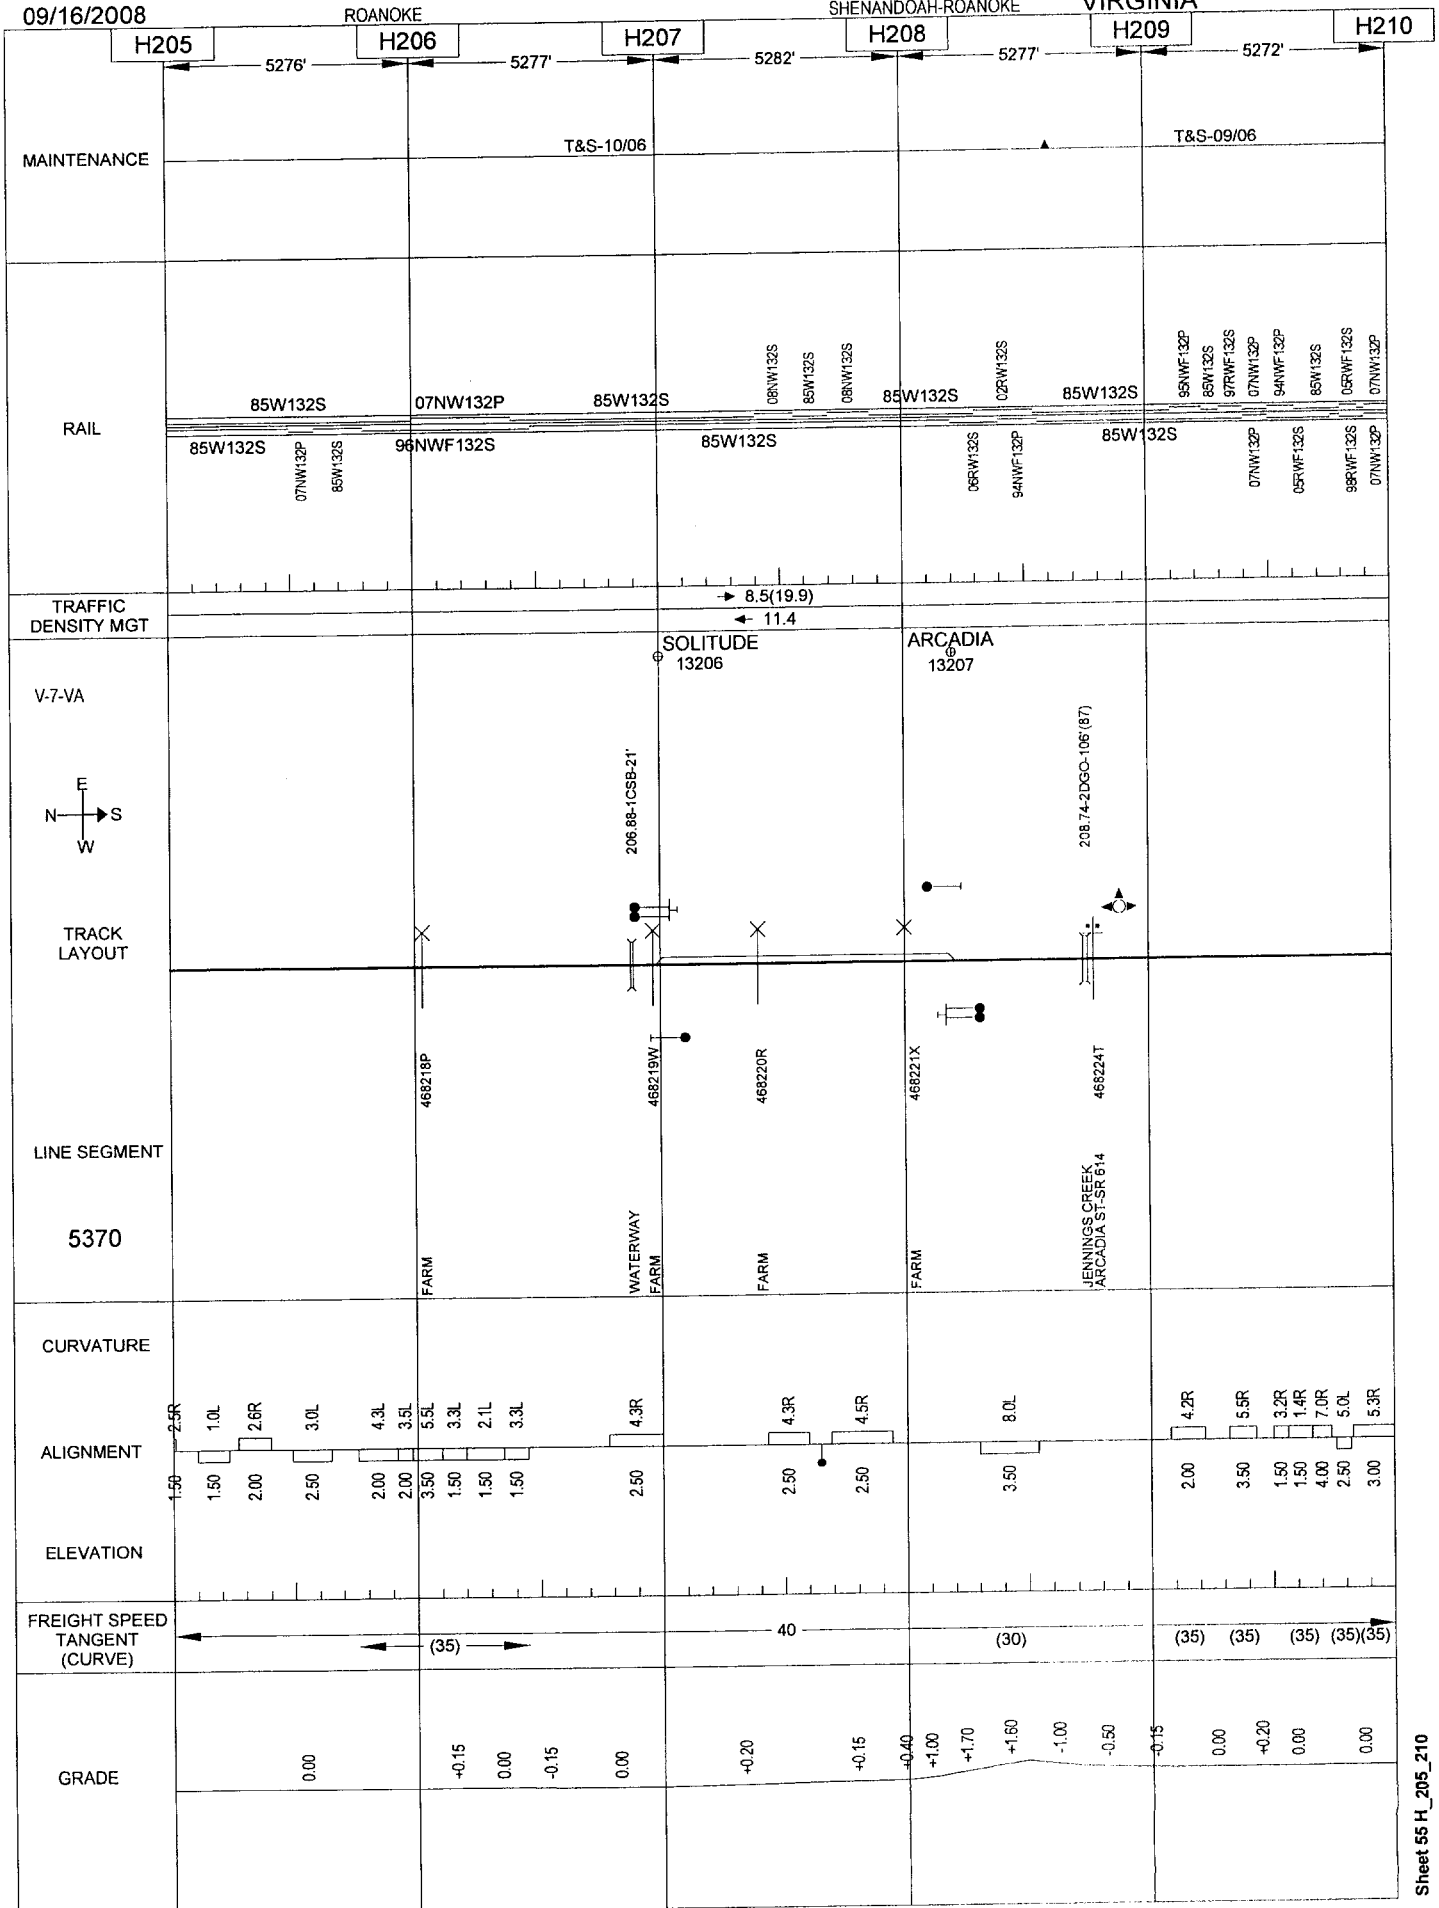 09/16/2008 ROANOKE SHENANDOAH-ROANOKE VIRGINIA
H205 H206 H207 H208 H209 H210
5276' 5277' 5282' 5277' 5272'
MAINTENANCE
T&S-10/06 T&S-09/06
RAIL
08NW132S 85W132S 08NW132S 02RW132S 95NWF132P 85W132S 97RWF132S 07NW132P 94NWF132P 85W132S 05RWF132S 07NW132P
85W132S 07NW132P 85W132S 85W132S 85W132S
85W132S 96NWF132S 85W132S 85W132S
07NW132P 85W132S 06RW132S 94NWF132P 07NW132P 05RWF132S 98RWF132S 07NW132P
TRAFFIC
DENSITY MGT
8.5(19.9)
11.4
SOLITUDE
13206
ARCADIA
13207
V-7-VA
E
N S
W
206.88-1CSB-21'
208.74-2DGO-106'(87)
TRACK
LAYOUT
468218P 468219W 468220R 468221X 468224T
LINE SEGMENT
5370
FARM
WATERWAY
FARM
FARM
FARM
JENNINGS CREEK
ARCADIA ST-SR 614
CURVATURE
2.5R 1.0L 2.6R 3.0L 4.3L 3.5L 5.5L 3.3L 2.1L 3.3L 4.3R 4.3R 4.5R 8.0L 4.2R 5.5R 3.2R 1.4R 7.0R 5.0L 5.3R
ALIGNMENT
1.50 1.50 2.00 2.50 2.00 2.00 3.50 1.50 1.50 1.50 2.50 2.50 2.50 3.50 2.00 3.50 1.50 1.50 4.00 2.50 3.00
ELEVATION
FREIGHT SPEED
TANGENT
(CURVE)
40
(35) (30) (35) (35) (35) (35) (35)
GRADE
0.00 +0.15 0.00 -0.15 0.00 +0.20 +0.15 +0.40 +1.00 +1.70 +1.60 -1.00 -0.50 -0.15 0.00 +0.20 0.00 0.00
Sheet 55 H_205_210